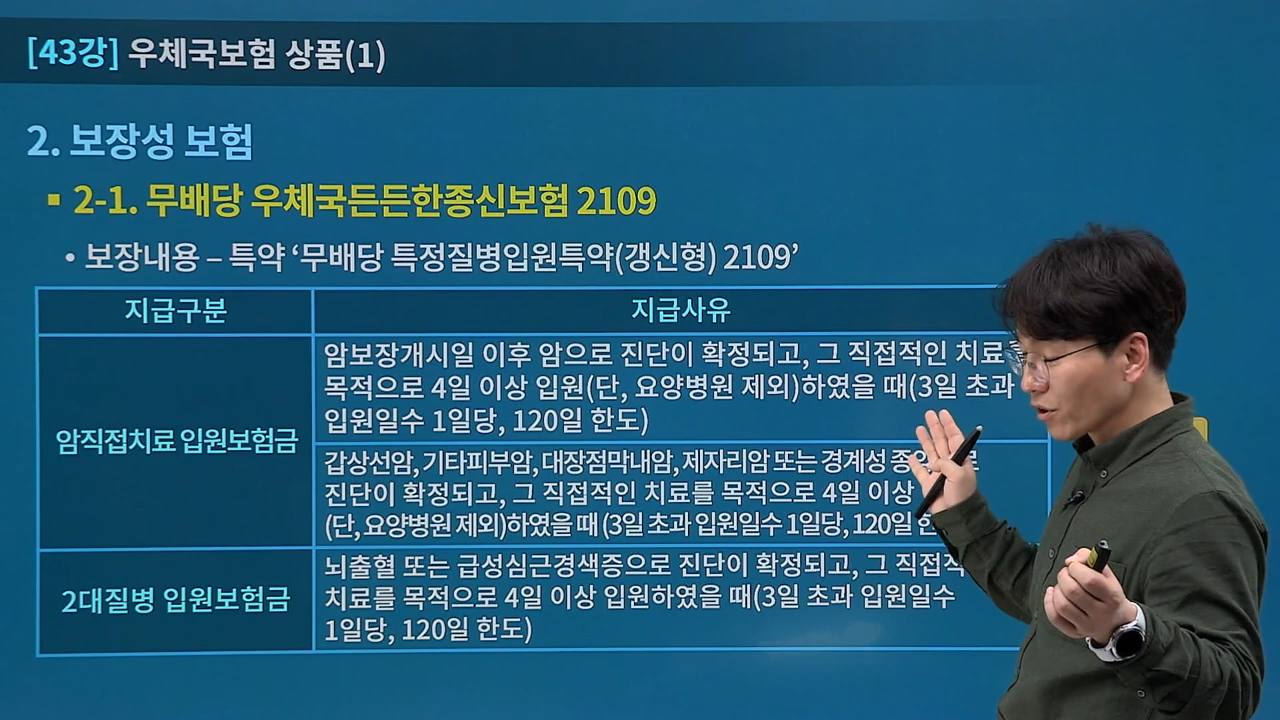 [43강] 우체국보험 상품(1)
2. 보장성 보험
▪ 2-1. 무배당 우체국든든한종신보험 2109
• 보장내용 – 특약 ‘무배당 특정질병입원특약(갱신형) 2109’
지급구분
지급사유
암직접치료 입원보험금
암보장개시일 이후 암으로 진단이 확정되고, 그 직접적인
목적으로 4일 이상 입원(단, 요양병원 제외)하였을 때(3일 초과
입원일수 1일당, 120일 한도)
갑상선암, 기타피부암, 대장점막내암, 제자리암 또는 경계성
진단이 확정되고, 그 직접적인 치료를 목적으로 4일 이상
(단, 요양병원 제외)하였을 때 (3일 초과 입원일수 1일당, 120일
2대질병 입원보험금
뇌출혈 또는 급성심근경색증으로 진단이 확정되고, 그
치료를 목적으로 4일 이상 입원하였을 때(3일 초과 입원일수
1일당, 120일 한도)